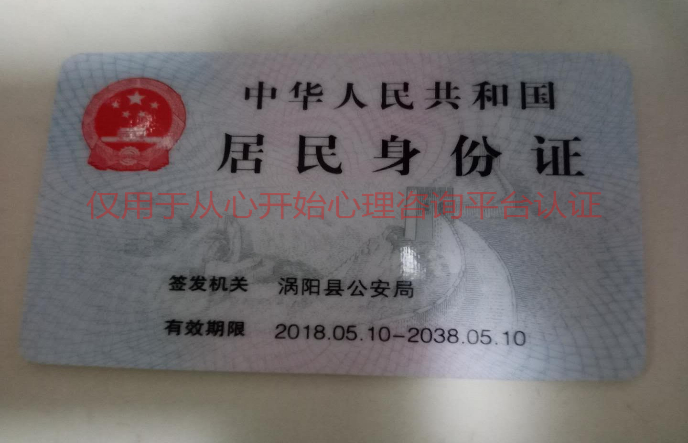 中华人民共和国
居民身份证
仅用于从心开始心理咨询平台认证
签发机关 涡阳县公安局
有效期限 2018.05.10-2038.05.10